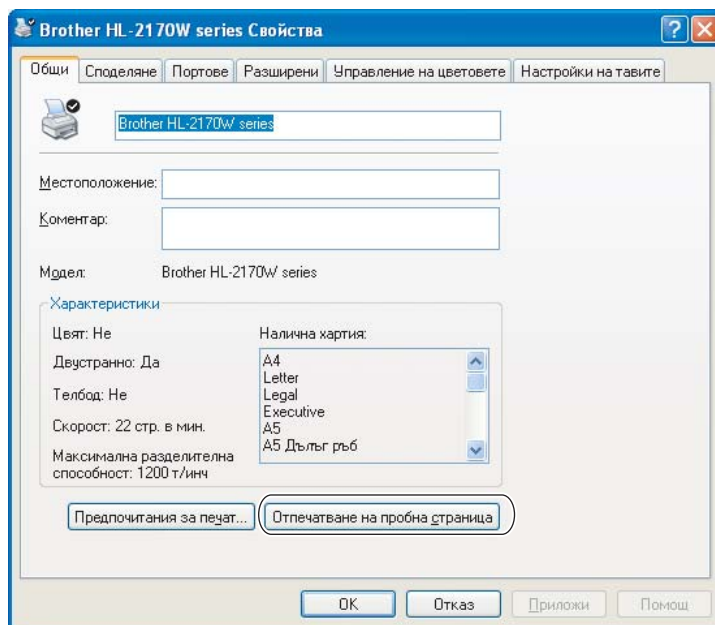 Brother HL-2170W series Свойства
Общи Споделяне Портове Разширени Управление на цветовете Настройки на тавите
Brother HL-2170W series
Местоположение:
Коментар:
Модел: Brother HL-2170W series
Характеристики
Цвят: Не
Двустранно: Да
Телбод: Не
Скорост: 22 стр. в мин.
Максимална разделителна
способност: 1200 т/инч
Налична хартия:
A4
Letter
Legal
Executive
A5
A5 Дълъг ръб
Предпочитания за печат... Отпечатване на пробна страница
OK Отказ Приложи Помощ